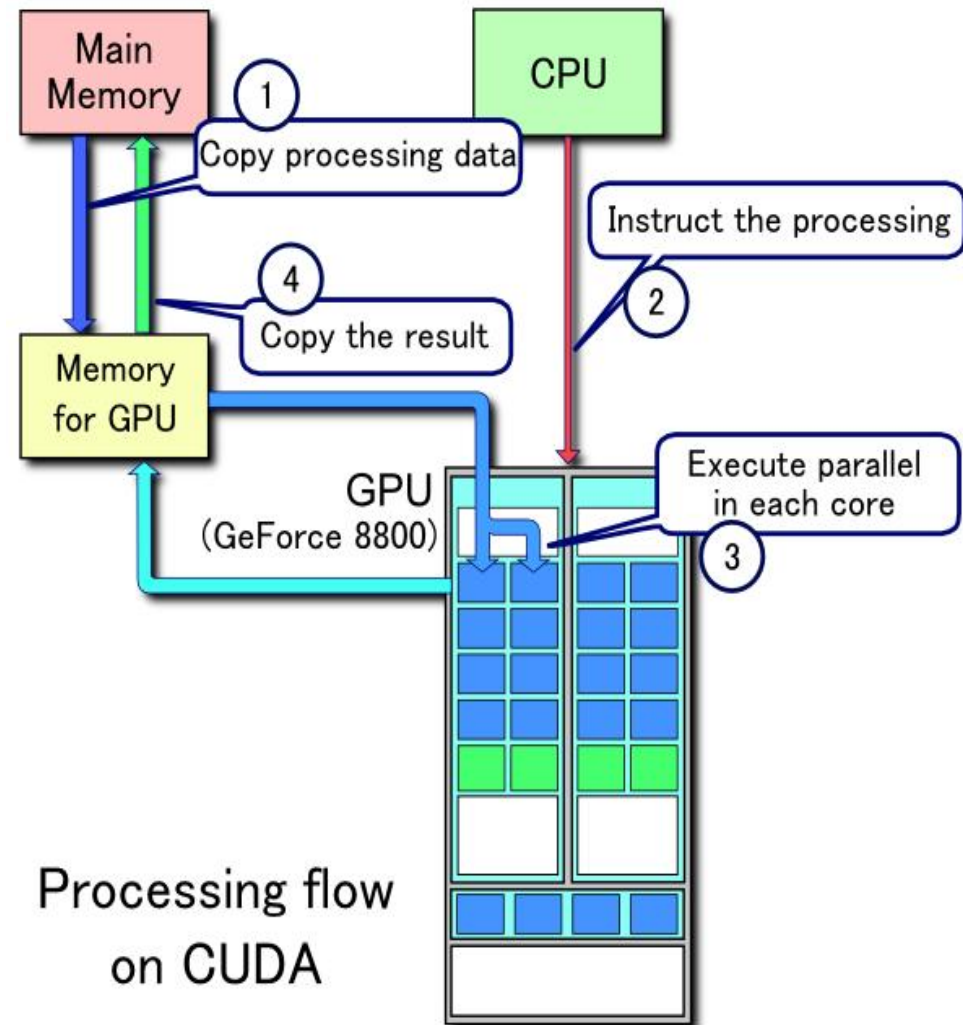 Main
Memory
CPU
1
Copy processing data
Instruct the processing
2
4
Copy the result
Memory
for GPU
Execute parallel
in each core
3
GPU
(GeForce 8800)
Processing flow
on CUDA